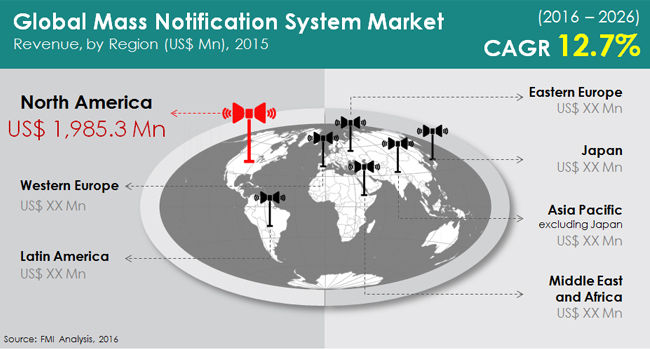 Global Mass Notification System Market
Revenue, by Region (US$ Mn), 2015
(2016 – 2026)
CAGR 12.7%
North America
US$ 1,985.3 Mn
Western Europe
US$ XX Mn
Latin America
US$ XX Mn
Eastern Europe
US$ XX Mn
Japan
US$ XX Mn
Asia Pacific
excluding Japan
US$ XX Mn
Middle East
and Africa
US$ XX Mn
Source: FMI Analysis, 2016